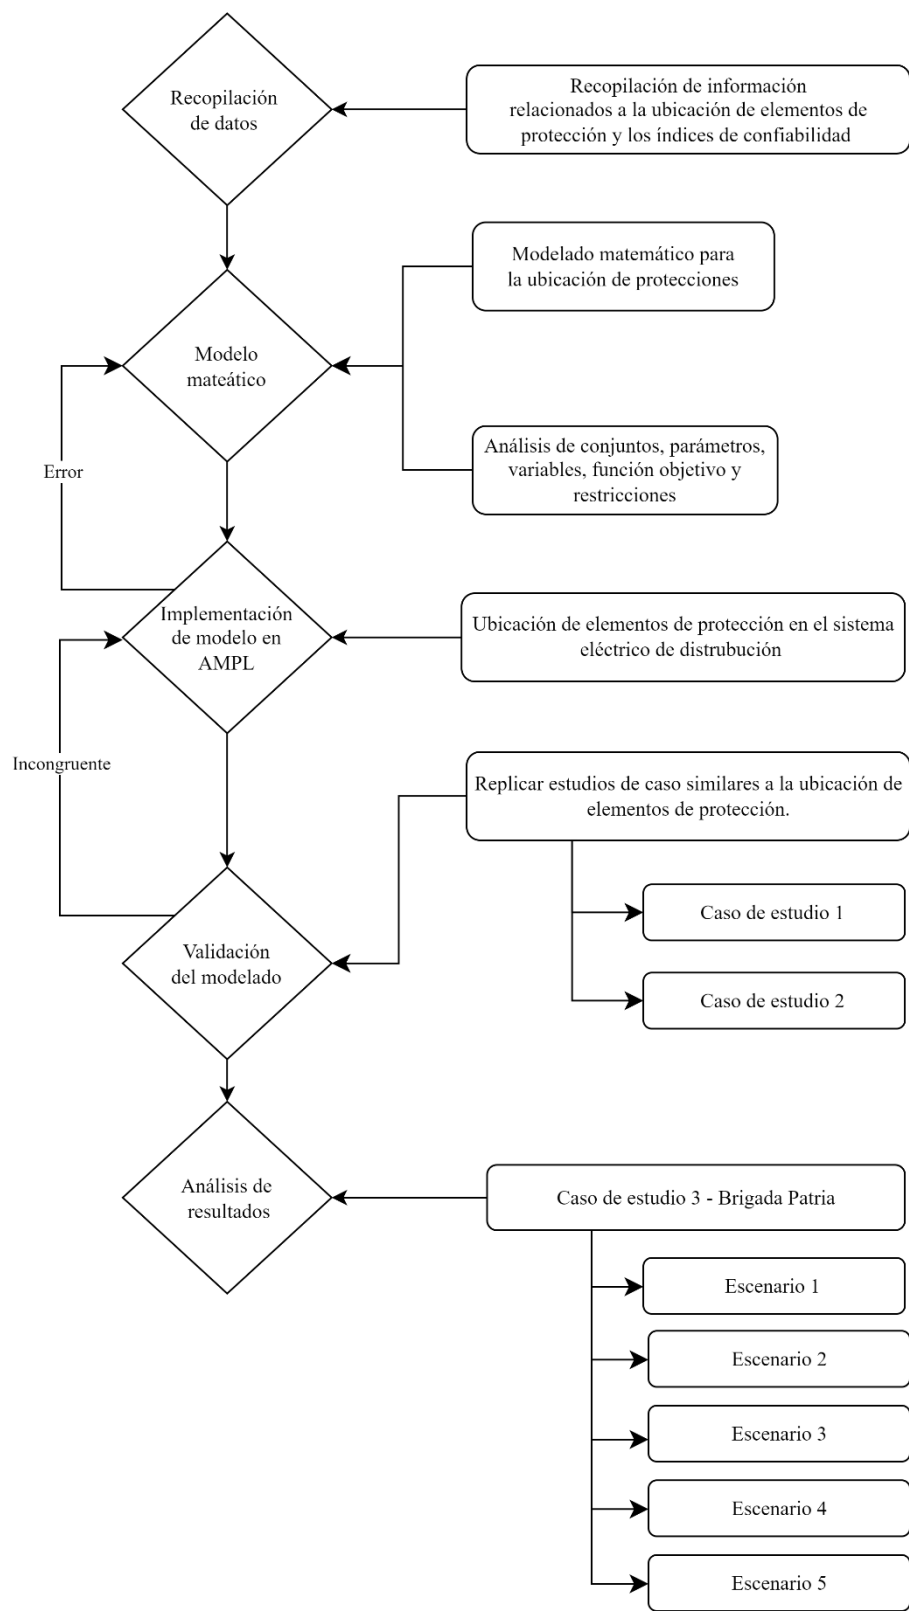 Recopilación
de datos
Recopilación de información
relacionados a la ubicación de elementos de
protección y los índices de confiabilidad
Modelado matemático para
la ubicación de protecciones
Modelo
mateático
Análisis de conjuntos, parámetros,
variables, función objetivo y
restricciones
Error
Implementación
de modelo en
AMPL
Ubicación de elementos de protección en el sistema
eléctrico de distrubución
Incongruente
Replicar estudios de caso similares a la ubicación de
elementos de protección.
Caso de estudio 1
Validación
del modelado
Caso de estudio 2
Análisis de
resultados
Caso de estudio 3 - Brigada Patria
Escenario 1
Escenario 2
Escenario 3
Escenario 4
Escenario 5